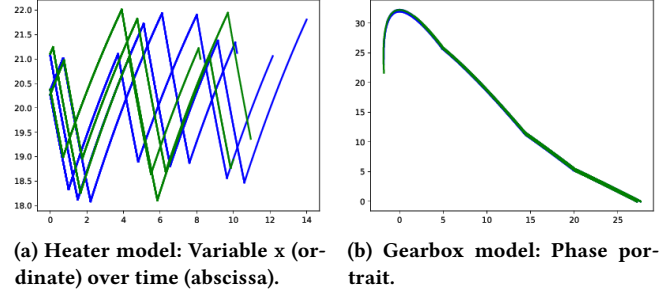 22.0
21.5
21.0
20.5
20.0
19.5
19.0
18.5
18.0
0 2 4 6 8 10 12 14
35
30
25
20
15
10
5
0
0 5 10 15 20 25
(a) Heater model: Variable x (or-
dinate) over time (abscissa).
(b) Gearbox model: Phase por-
trait.